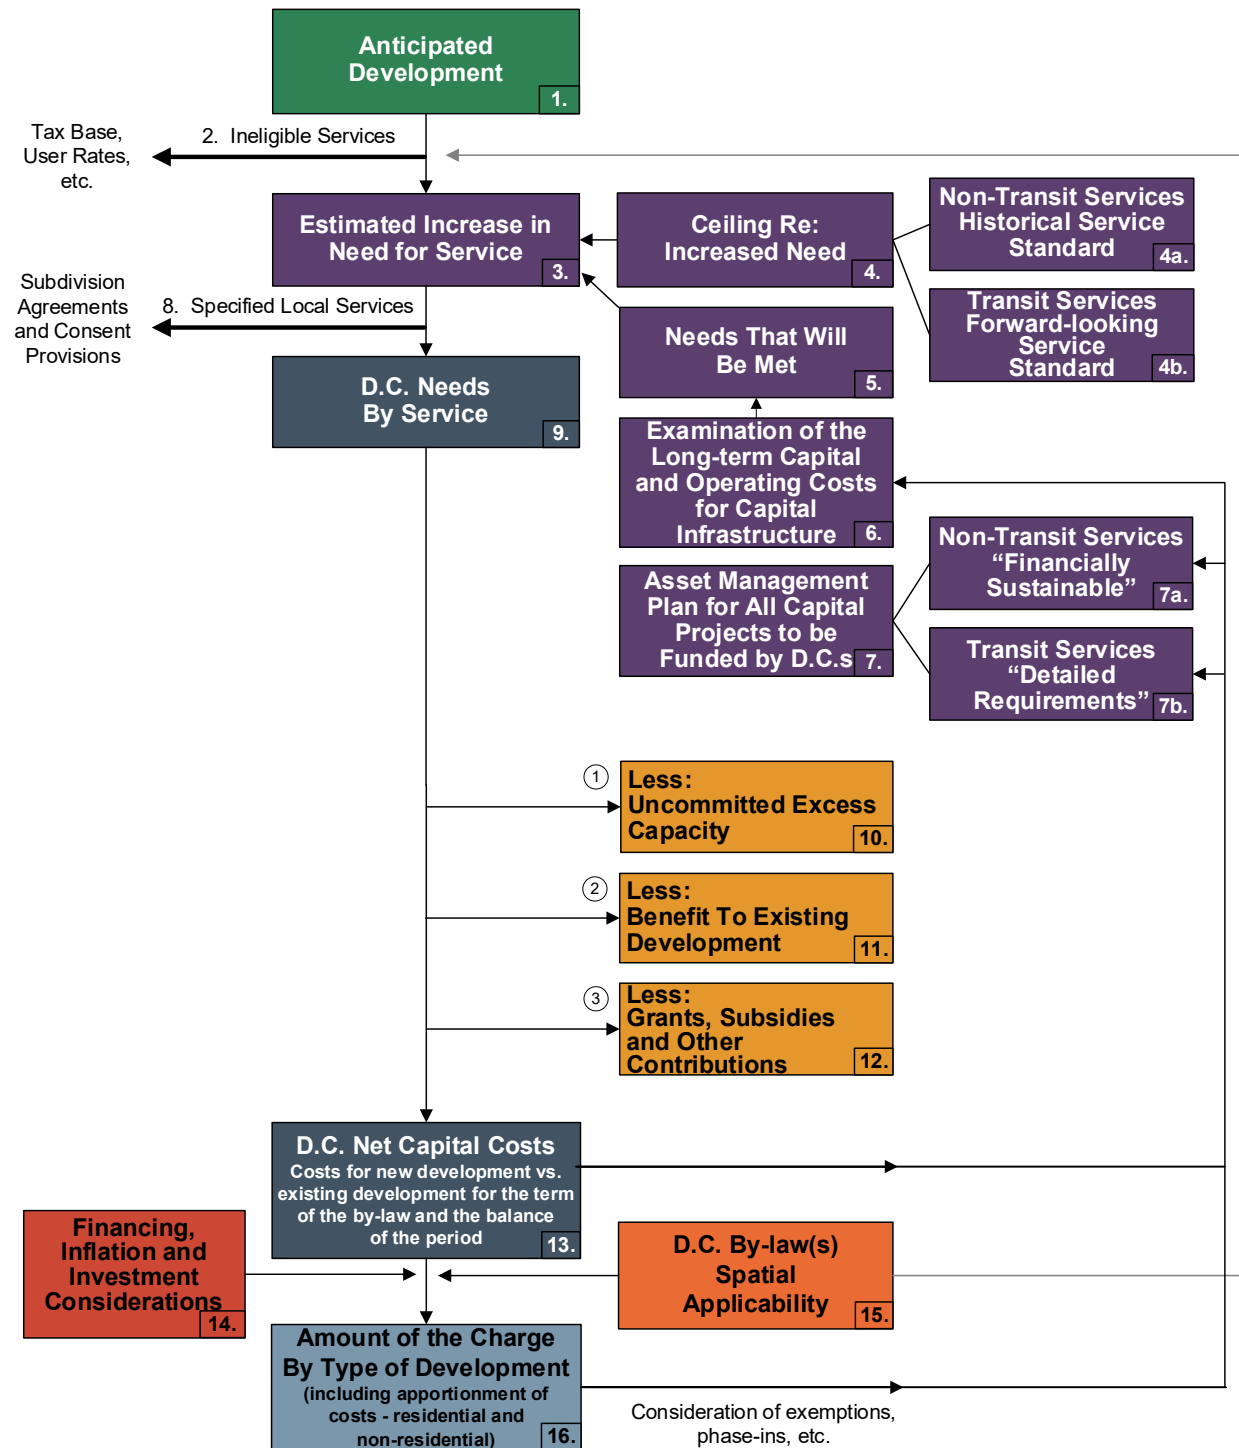 Anticipated
Development
1.
Tax Base,
User Rates,
etc.
2. Ineligible Services
Estimated Increase in
Need for Service
3.
Ceiling Re:
Increased Need
4.
Non-Transit Services
Historical Service
Standard
4a.
Transit Services
Forward-looking
Service
Standard
4b.
Subdivision
Agreements
and Consent
Provisions
8. Specified Local Services
Needs That Will
Be Met
5.
D.C. Needs
By Service
9.
Examination of the
Long-term Capital
and Operating Costs
for Capital
Infrastructure
6.
Asset Management
Plan for All Capital
Projects to be
Funded by D.C.s
7.
Non-Transit Services
“Financially
Sustainable”
7a.
Transit Services
“Detailed
Requirements”
7b.
1
Less:
Uncommitted Excess
Capacity
10.
2
Less:
Benefit To Existing
Development
11.
3
Less:
Grants, Subsidies
and Other
Contributions
12.
D.C. Net Capital Costs
Costs for new development vs.
existing development for the term
of the by-law and the balance
of the period
13.
Financing,
Inflation and
Investment
Considerations
14.
D.C. By-law(s)
Spatial
Applicability
15.
Amount of the Charge
By Type of Development
(including apportionment of
costs - residential and
non-residential)
16.
Consideration of exemptions,
phase-ins, etc.